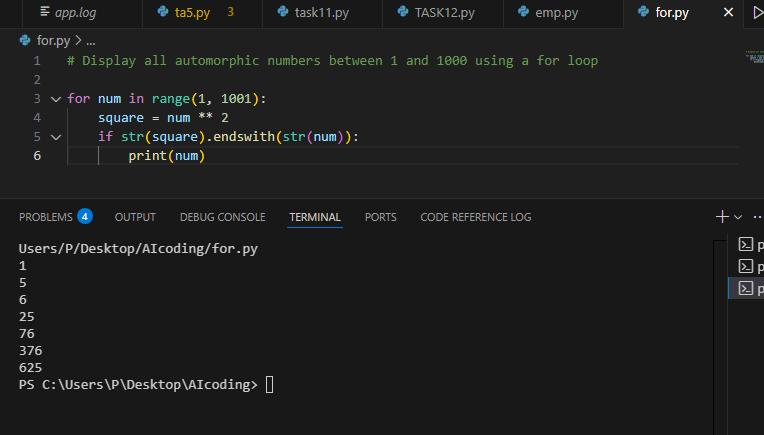 app.log ta5.py 3 task11.py TASK12.py emp.py for.py
for.py > ...
1 # Display all automorphic numbers between 1 and 1000 using a for loop
2
3 for num in range(1, 1001):
4     square = num ** 2
5     if str(square).endswith(str(num)):
6         print(num)
PROBLEMS 4 OUTPUT DEBUG CONSOLE TERMINAL PORTS CODE REFERENCE LOG
Users/P/Desktop/AIcoding/for.py
1
5
6
25
76
376
625
PS C:\Users\P\Desktop\AIcoding>
p
p
p